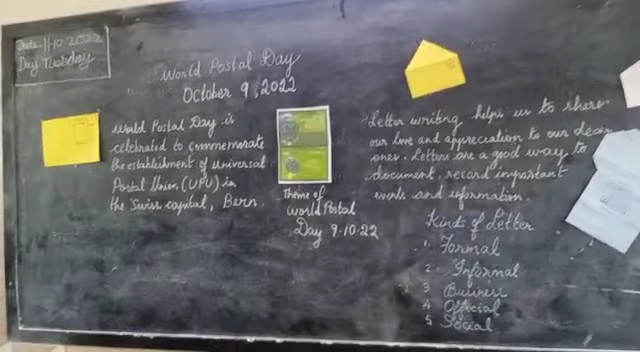 Date 11.10.2022
Day Tuesday
World Postal Day
October 9, 2022
World Postal Day is
celebrated to commemorate
the establishment of universal
Postal Union (UPU) in
the Swiss capital, Bern.
Theme of
World Postal
Day 9.10.22
Letter writing helps us to share
our love and appreciation to our dear
ones. Letters are a good way to
document, record important
events and information.
Kinds of Letter
1. Formal
2 Informal
3 Business
4 Official
5 Social